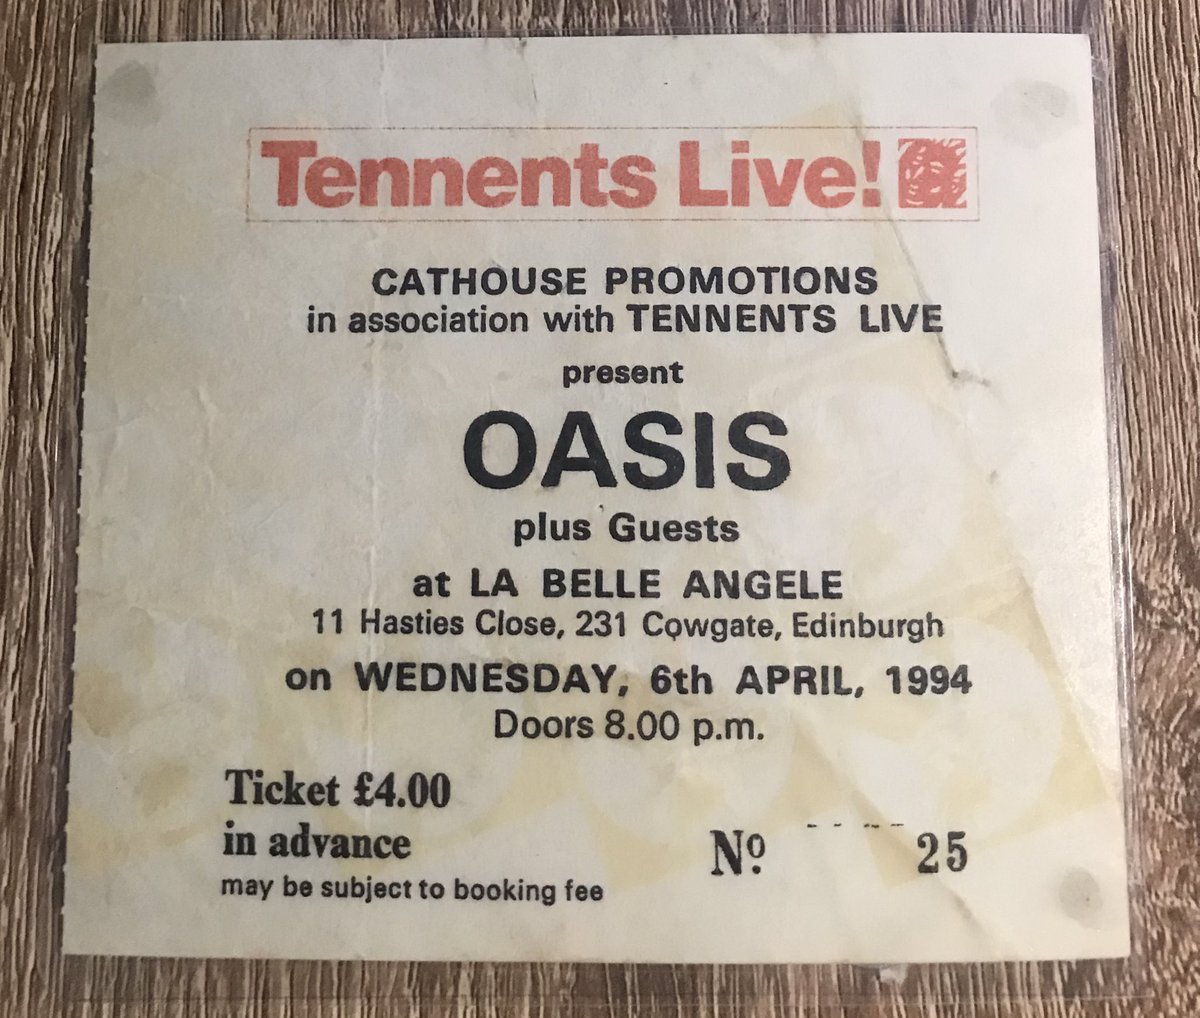 Tennents Live!
CATHOUSE PROMOTIONS
in association with TENNENTS LIVE
present
OASIS
plus Guests
at LA BELLE ANGELE
11 Hasties Close, 231 Cowgate, Edinburgh
on WEDNESDAY, 6th APRIL, 1994
Doors 8.00 p.m.
Ticket £4.00
in advance
may be subject to booking fee
Nº 25